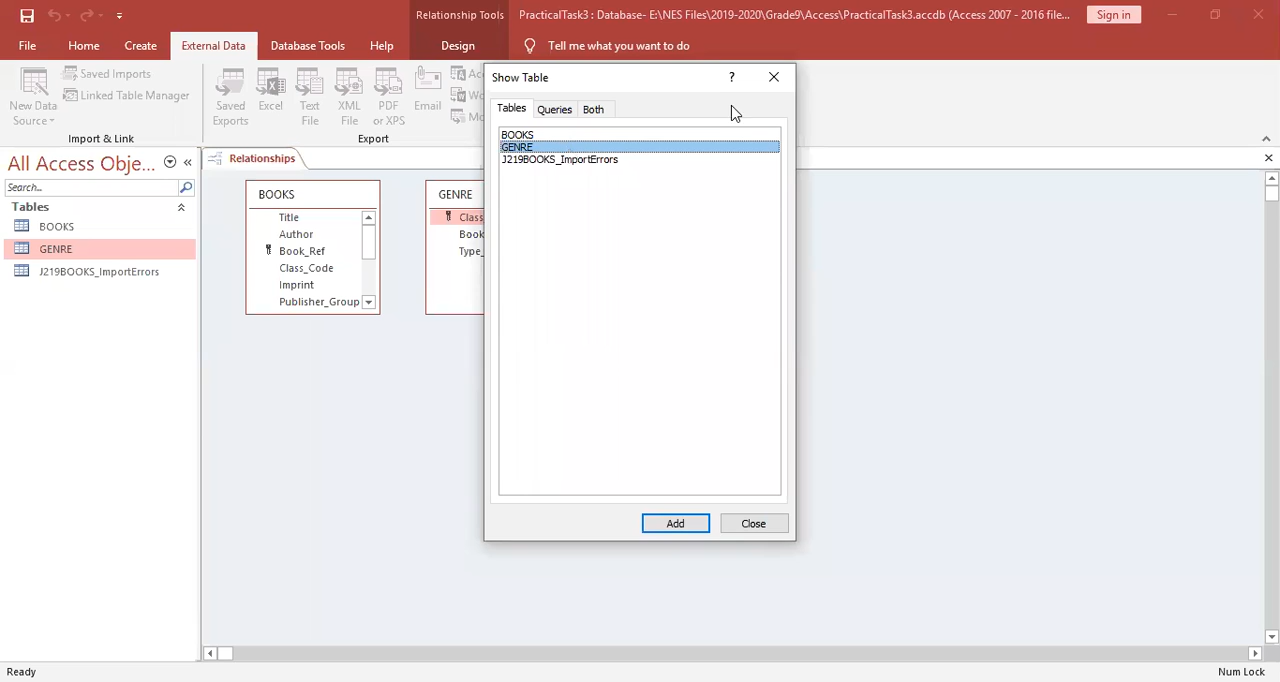 Relationship Tools
PracticalTask3 : Database- E:\NES Files\2019-2020\Grade9\Access\PracticalTask3.accdb (Access 2007 - 2016 file...
Sign in
File Home Create External Data Database Tools Help Design Tell me what you want to do
New Data Source
Saved Imports
Linked Table Manager
Import & Link
Saved Exports
Excel
Text File
XML File
PDF or XPS
Email
Export
Show Table
?
Tables Queries Both
BOOKS
GENRE
J219BOOKS_ImportErrors
Add Close
All Access Obje...
Search...
Tables
BOOKS
GENRE
J219BOOKS_ImportErrors
Relationships
BOOKS
Title
Author
Book_Ref
Class_Code
Imprint
Publisher_Group
GENRE
Class
Book
Type_
Ready
Num Lock